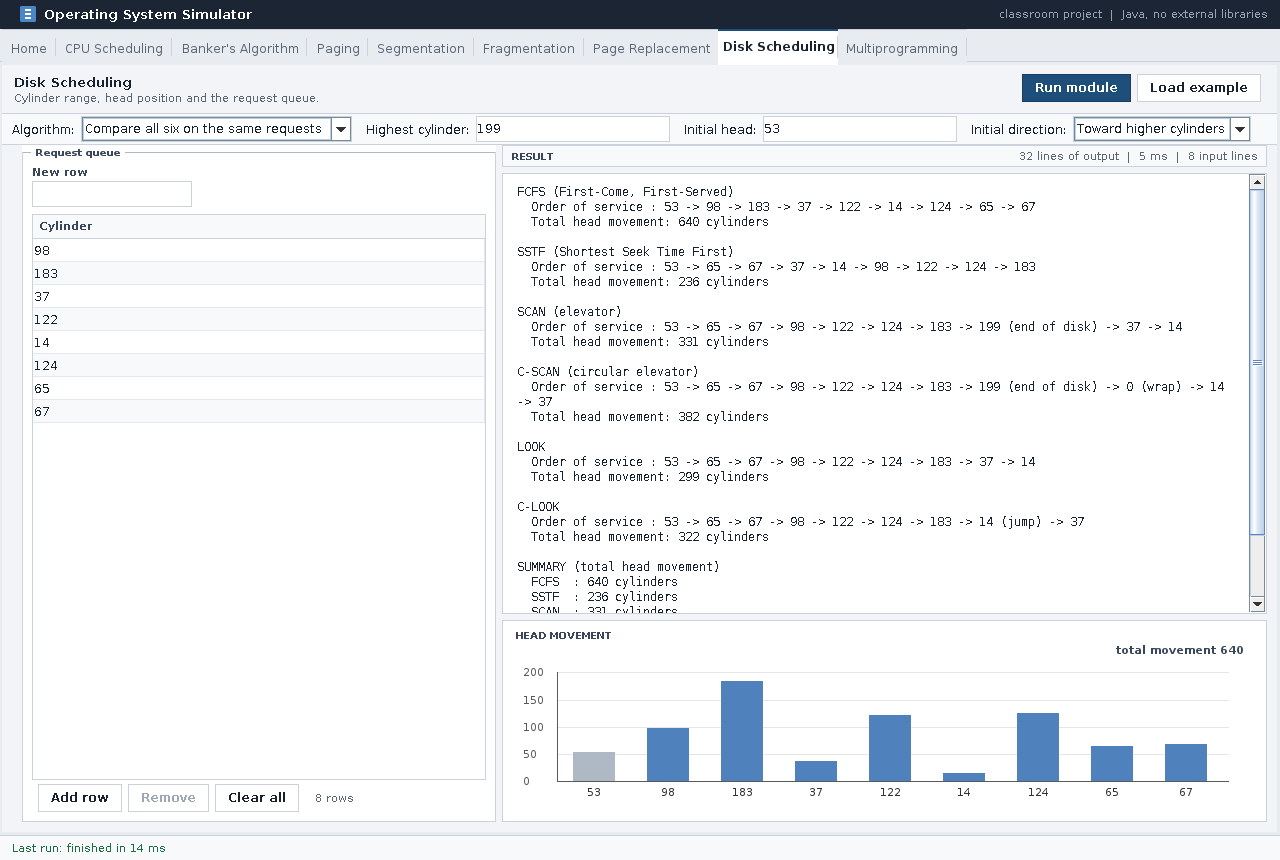 Operating System Simulator
classroom project | Java, no external libraries
Home CPU Scheduling Banker's Algorithm Paging Segmentation Fragmentation Page Replacement Disk Scheduling Multiprogramming
Disk Scheduling
Cylinder range, head position and the request queue.
Run module Load example
Algorithm: Compare all six on the same requests Highest cylinder: 199 Initial head: 53 Initial direction: Toward higher cylinders
Request queue
New row
Cylinder
98
183
37
122
14
124
65
67
Add row Remove Clear all 8 rows
RESULT 32 lines of output | 5 ms | 8 input lines
FCFS (First-Come, First-Served)
Order of service : 53 -> 98 -> 183 -> 37 -> 122 -> 14 -> 124 -> 65 -> 67
Total head movement: 640 cylinders
SSTF (Shortest Seek Time First)
Order of service : 53 -> 65 -> 67 -> 37 -> 14 -> 98 -> 122 -> 124 -> 183
Total head movement: 236 cylinders
SCAN (elevator)
Order of service : 53 -> 65 -> 67 -> 98 -> 122 -> 124 -> 183 -> 199 (end of disk) -> 37 -> 14
Total head movement: 331 cylinders
C-SCAN (circular elevator)
Order of service : 53 -> 65 -> 67 -> 98 -> 122 -> 124 -> 183 -> 199 (end of disk) -> 0 (wrap) -> 14
-> 37
Total head movement: 382 cylinders
LOOK
Order of service : 53 -> 65 -> 67 -> 98 -> 122 -> 124 -> 183 -> 37 -> 14
Total head movement: 299 cylinders
C-LOOK
Order of service : 53 -> 65 -> 67 -> 98 -> 122 -> 124 -> 183 -> 14 (jump) -> 37
Total head movement: 322 cylinders
SUMMARY (total head movement)
FCFS : 640 cylinders
SSTF : 236 cylinders
SCAN : 331 cylinders
HEAD MOVEMENT
total movement 640
200
150
100
50
0
53 98 183 37 122 14 124 65 67
Last run: finished in 14 ms